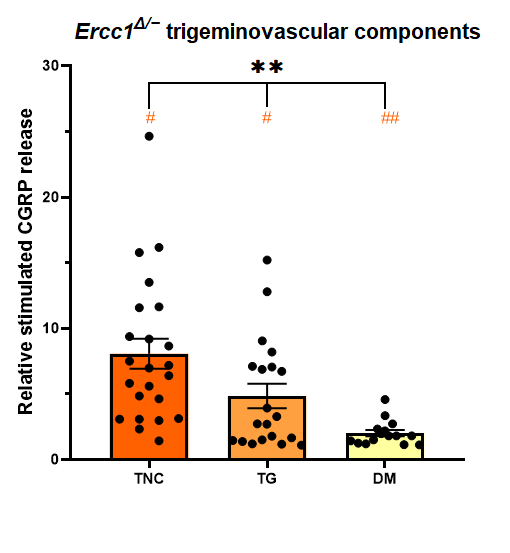 Ercc1Δ/− trigeminovascular components
Relative stimulated CGRP release
30
20
10
0
**
# # ##
TNC TG DM